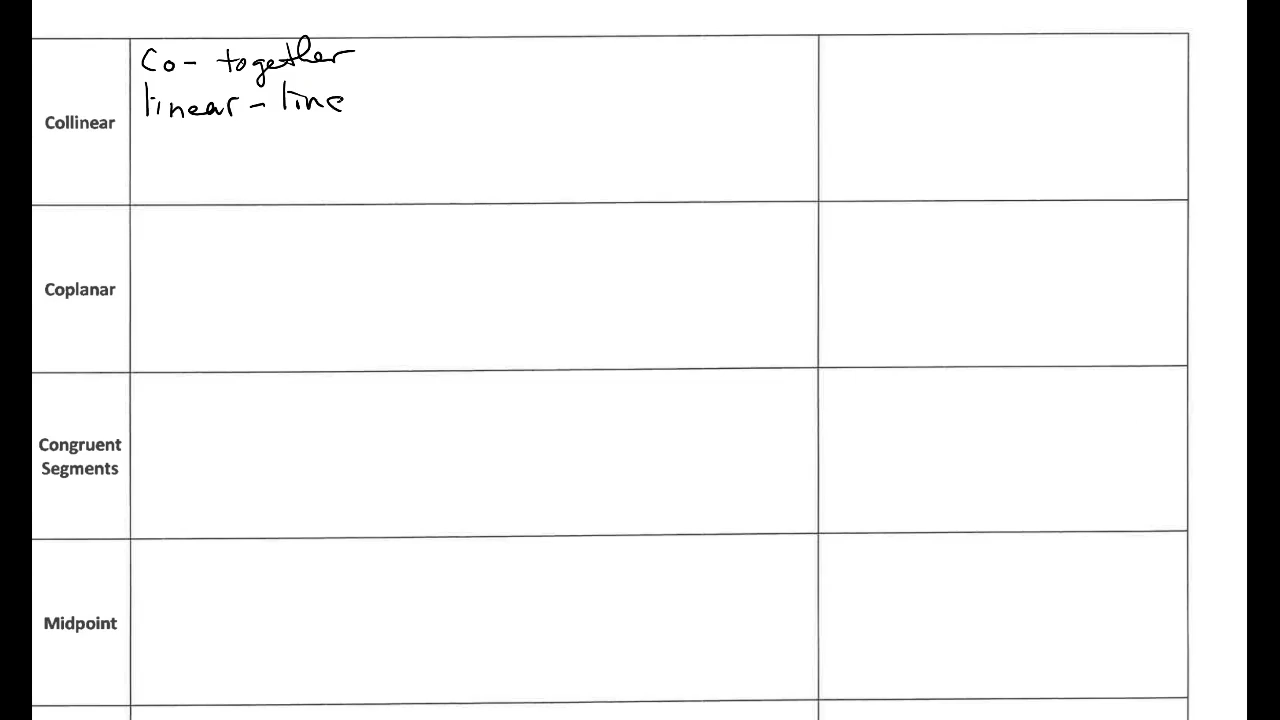 Collinear
Co- together
linear - line
Coplanar
Congruent
Segments
Midpoint